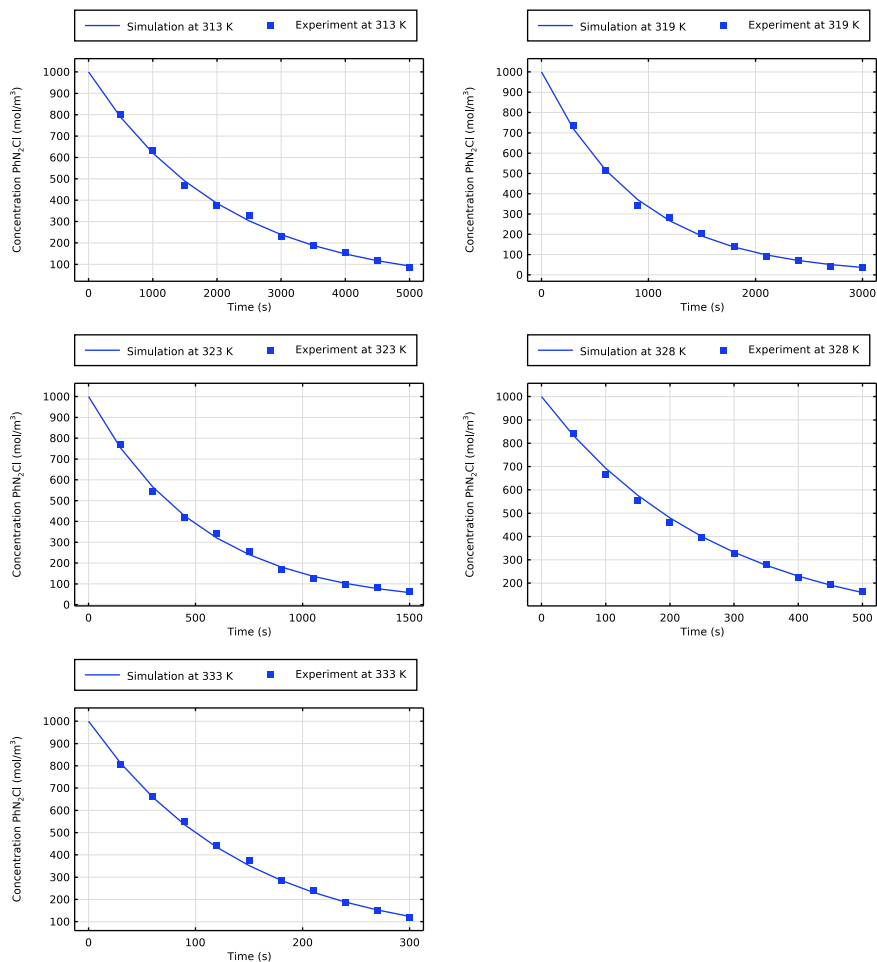 Simulation at 313 K Experiment at 313 K
Concentration PhN₂Cl (mol/m³)
1000
900
800
700
600
500
400
300
200
100
0 1000 2000 3000 4000 5000
Time (s)
Simulation at 319 K Experiment at 319 K
Concentration PhN₂Cl (mol/m³)
1000
900
800
700
600
500
400
300
200
100
0
0 1000 2000 3000
Time (s)
Simulation at 323 K Experiment at 323 K
Concentration PhN₂Cl (mol/m³)
1000
900
800
700
600
500
400
300
200
100
0
0 500 1000 1500
Time (s)
Simulation at 328 K Experiment at 328 K
Concentration PhN₂Cl (mol/m³)
1000
900
800
700
600
500
400
300
200
0 100 200 300 400 500
Time (s)
Simulation at 333 K Experiment at 333 K
Concentration PhN₂Cl (mol/m³)
1000
900
800
700
600
500
400
300
200
100
0 100 200 300
Time (s)